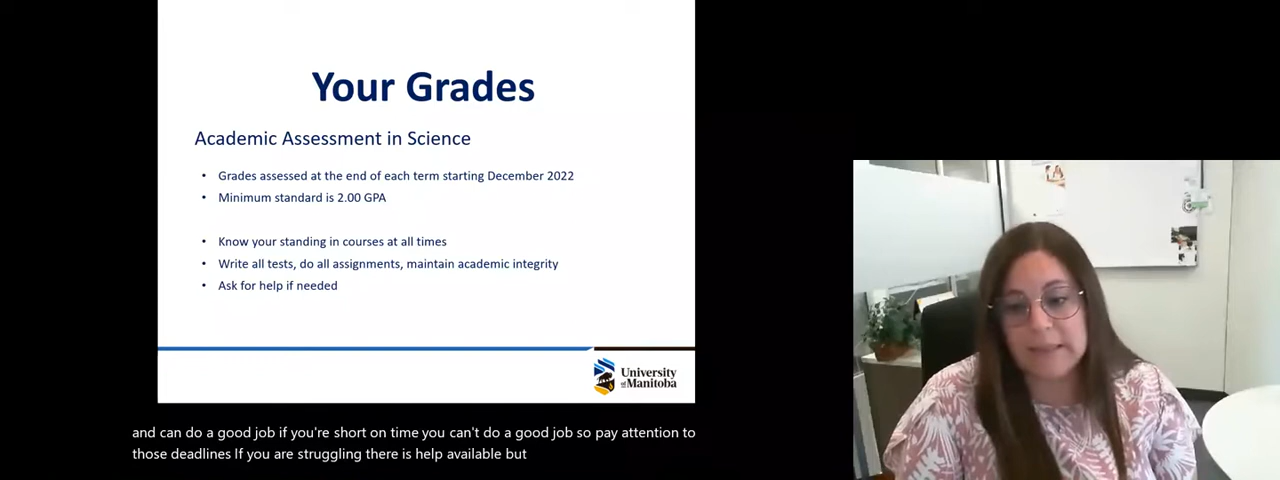 Your Grades
Academic Assessment in Science
• Grades assessed at the end of each term starting December 2022
• Minimum standard is 2.00 GPA
• Know your standing in courses at all times
• Write all tests, do all assignments, maintain academic integrity
• Ask for help if needed
University
of Manitoba
and can do a good job if you're short on time you can't do a good job so pay attention to
those deadlines If you are struggling there is help available but